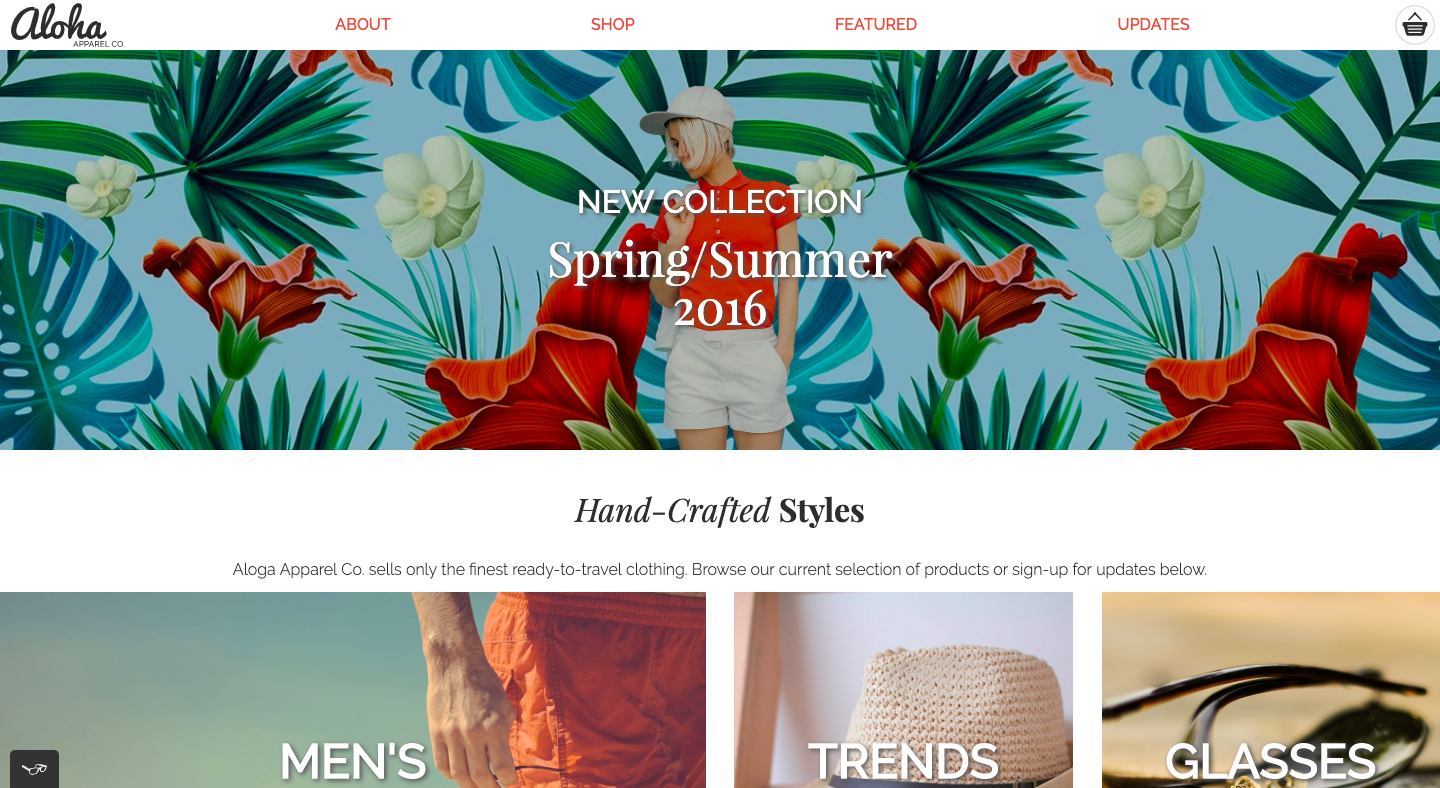 Aloha
APPAREL CO.
ABOUT
SHOP
FEATURED
UPDATES
NEW COLLECTION
Spring/Summer
2016
Hand-Crafted Styles
Aloga Apparel Co. sells only the finest ready-to-travel clothing. Browse our current selection of products or sign-up for updates below.
MEN'S
TRENDS
GLASSES